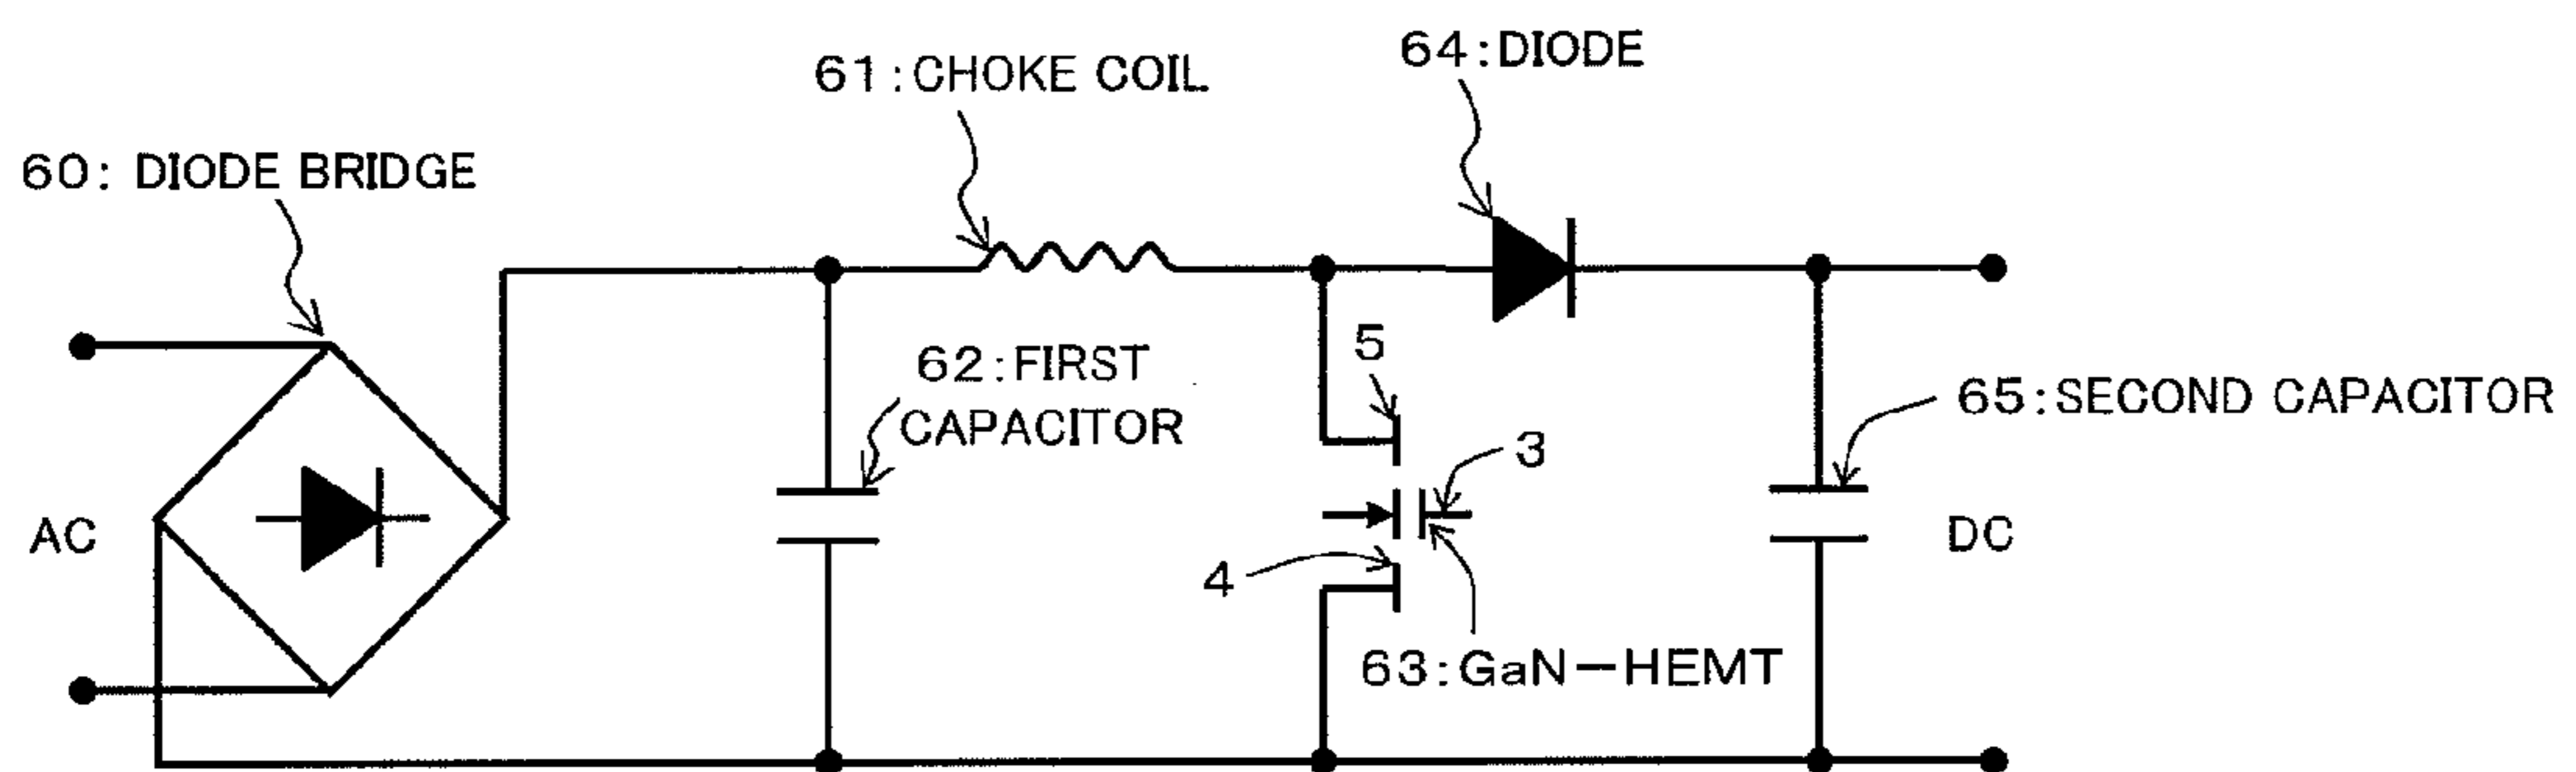 64:DIODE
61:CHOKE COIL
60: DIODE BRIDGE
5
62:FIRST
CAPACITOR
65:SECOND CAPACITOR
3
AC
DC
4
63:GaN-HEMT